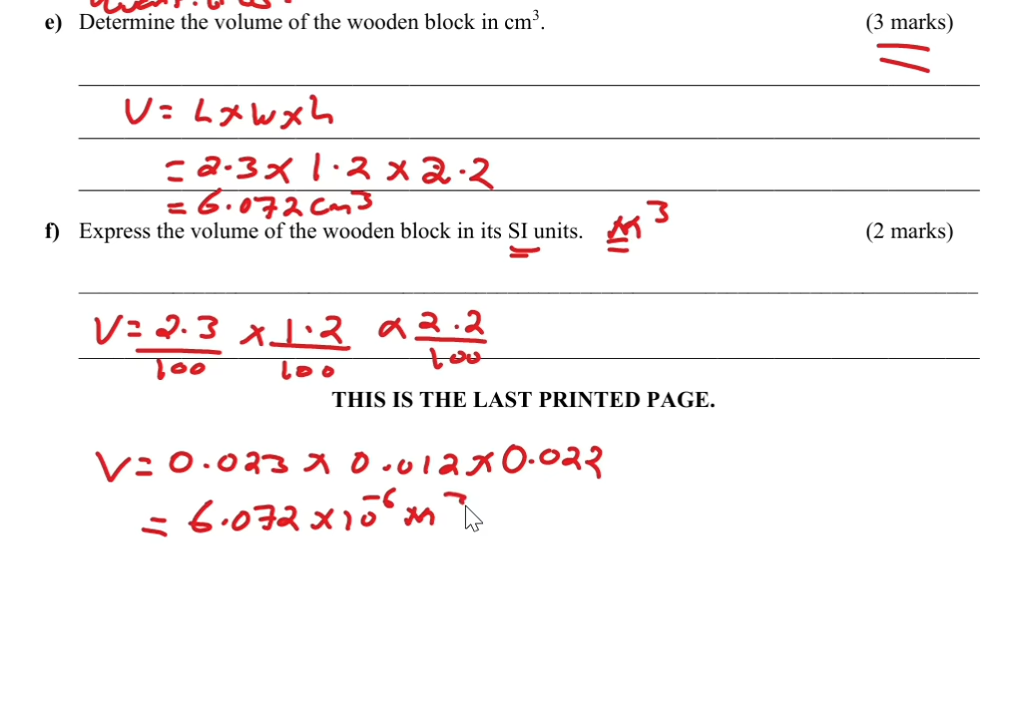 e) Determine the volume of the wooden block in cm³. (3 marks)
V = L x W x h
= 2.3 x 1.2 x 2.2
= 6.072 cm³
f) Express the volume of the wooden block in its SI units. m³ (2 marks)
V = 2.3/100 x 1.2/100 x 2.2/100
THIS IS THE LAST PRINTED PAGE.
V = 0.023 x 0.012 x 0.022
= 6.072 x 10⁻⁶ m